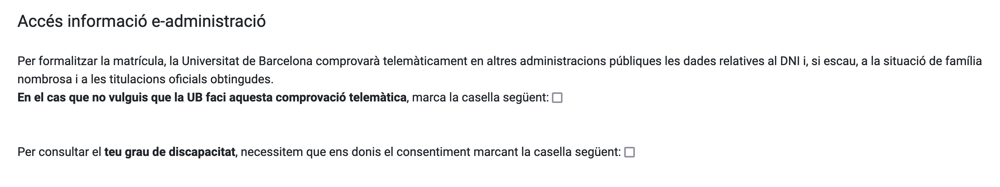 Accés informació e-administració
Per formalitzar la matrícula, la Universitat de Barcelona comprovarà telemàticament en altres administracions públiques les dades relatives al DNI i, si escau, a la situació de família
nombrosa i a les titulacions oficials obtingudes.
En el cas que no vulguis que la UB faci aquesta comprovació telemàtica, marca la casella següent:
Per consultar el teu grau de discapacitat, necessitem que ens donis el consentiment marcant la casella següent: